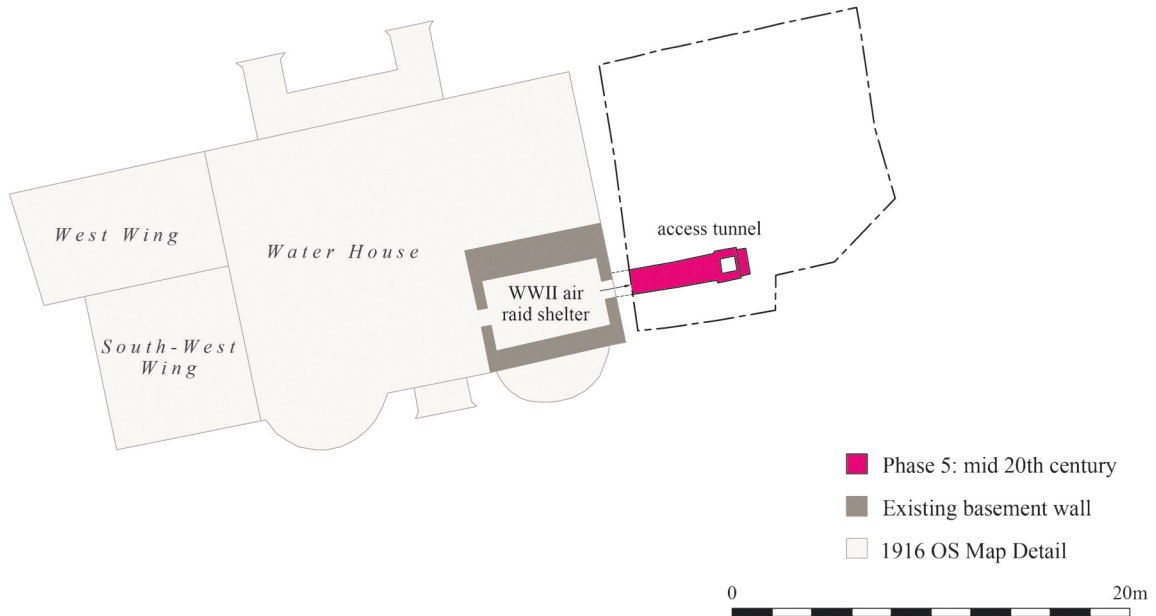 access tunnel
West Wing
Water House
WWII air
raid shelter
South-West
Wing
Phase 5: mid 20th century
Existing basement wall
1916 OS Map Detail
0
20m